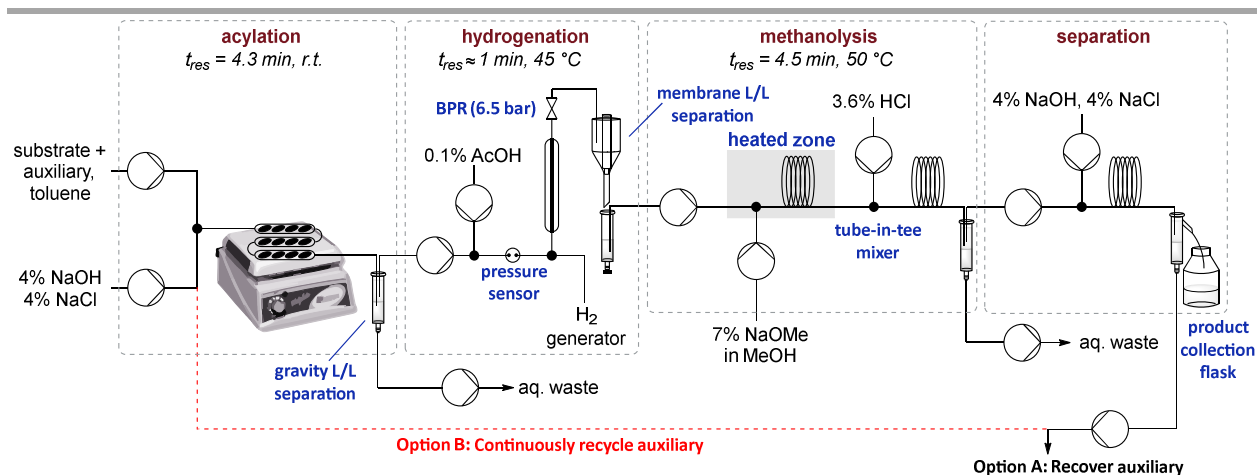 acylation
t_res = 4.3 min, r.t.
hydrogenation
t_res ≈ 1 min, 45 °C
methanolysis
t_res = 4.5 min, 50 °C
separation
substrate +
auxiliary,
toluene
4% NaOH
4% NaCl
gravity L/L
separation
aq. waste
BPR (6.5 bar)
0.1% AcOH
pressure
sensor
H₂
generator
membrane L/L
separation
heated zone
3.6% HCl
tube-in-tee
mixer
7% NaOMe
in MeOH
4% NaOH, 4% NaCl
aq. waste
product
collection
flask
Option B: Continuously recycle auxiliary
Option A: Recover auxiliary